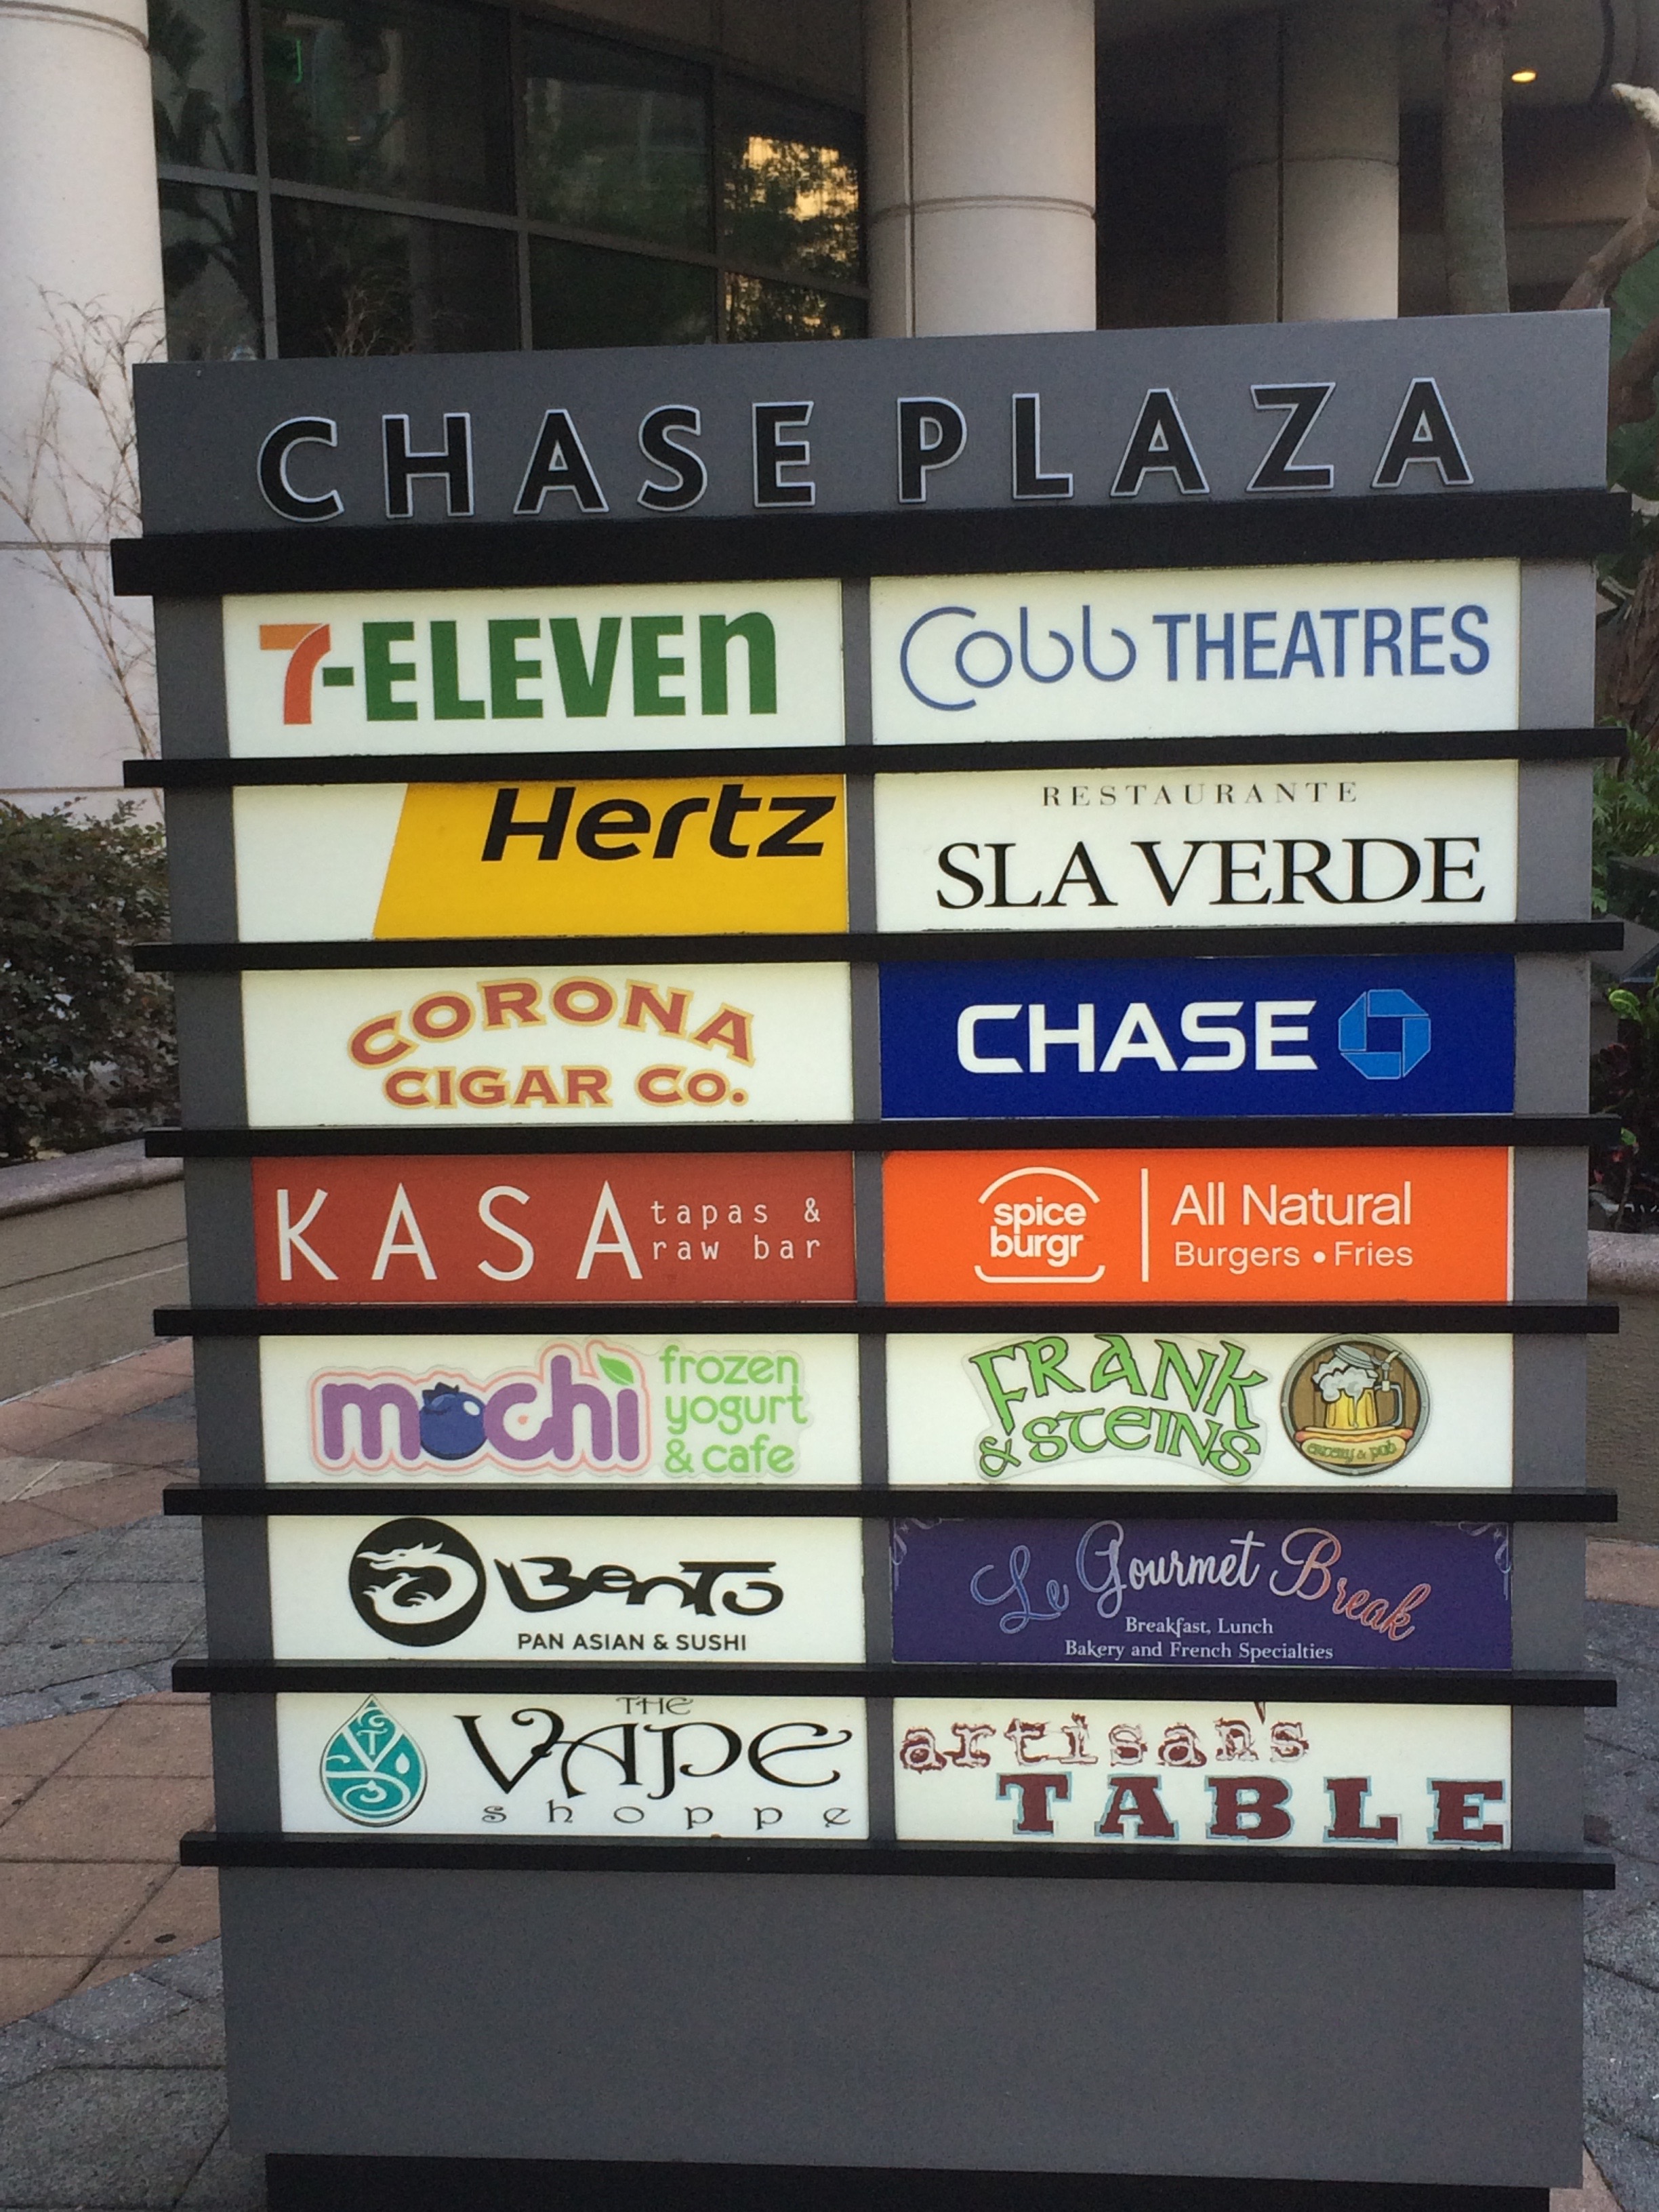 CHASE PLAZA
7-ELEVEn
Cobb THEATRES
Hertz
RESTAURANTE
SLA VERDE
CORONA
CIGAR CO.
CHASE
KASA tapas &
raw bar
spice
burgr
All Natural
Burgers • Fries
mochi
frozen
yogurt
& cafe
FRANK
& STEINS
eatery & pub
BenTo
PAN ASIAN & SUSHI
Le Gourmet Break
Breakfast, Lunch
Bakery and French Specialties
THE
VAPE
shoppe
artisan's
TABLE